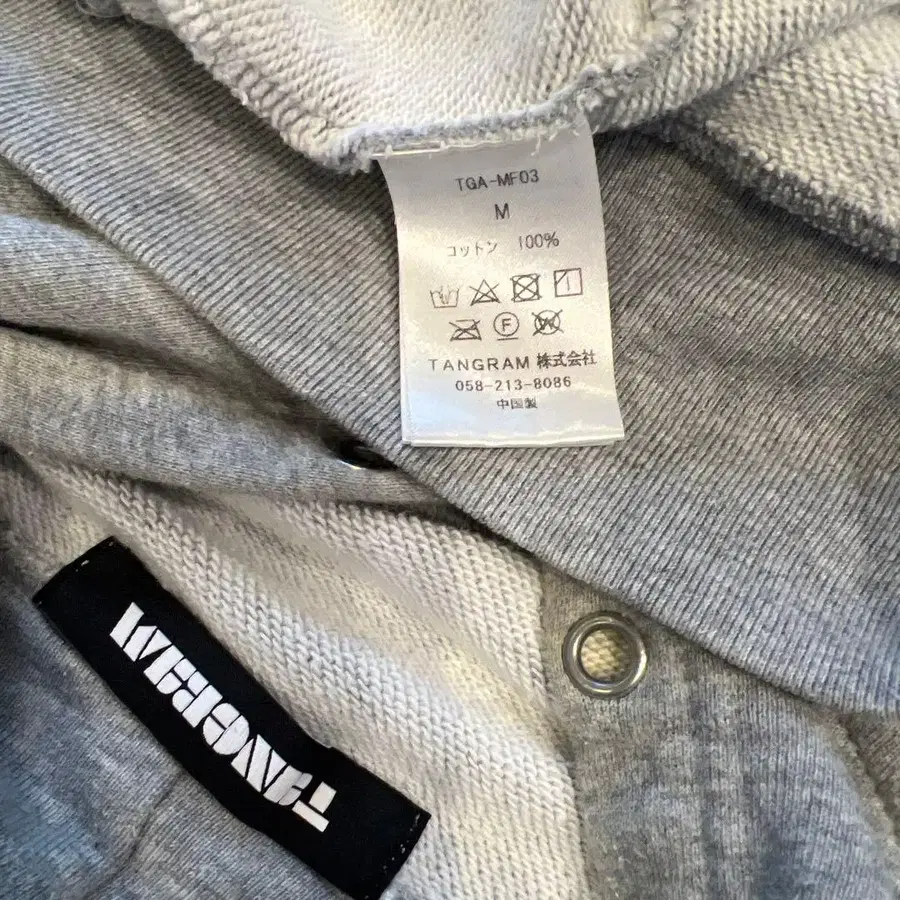 TGA-MF03
M
コットン 100%
F
W
TANGRAM 株式会社
058-213-8086
中国製
TANGRAM